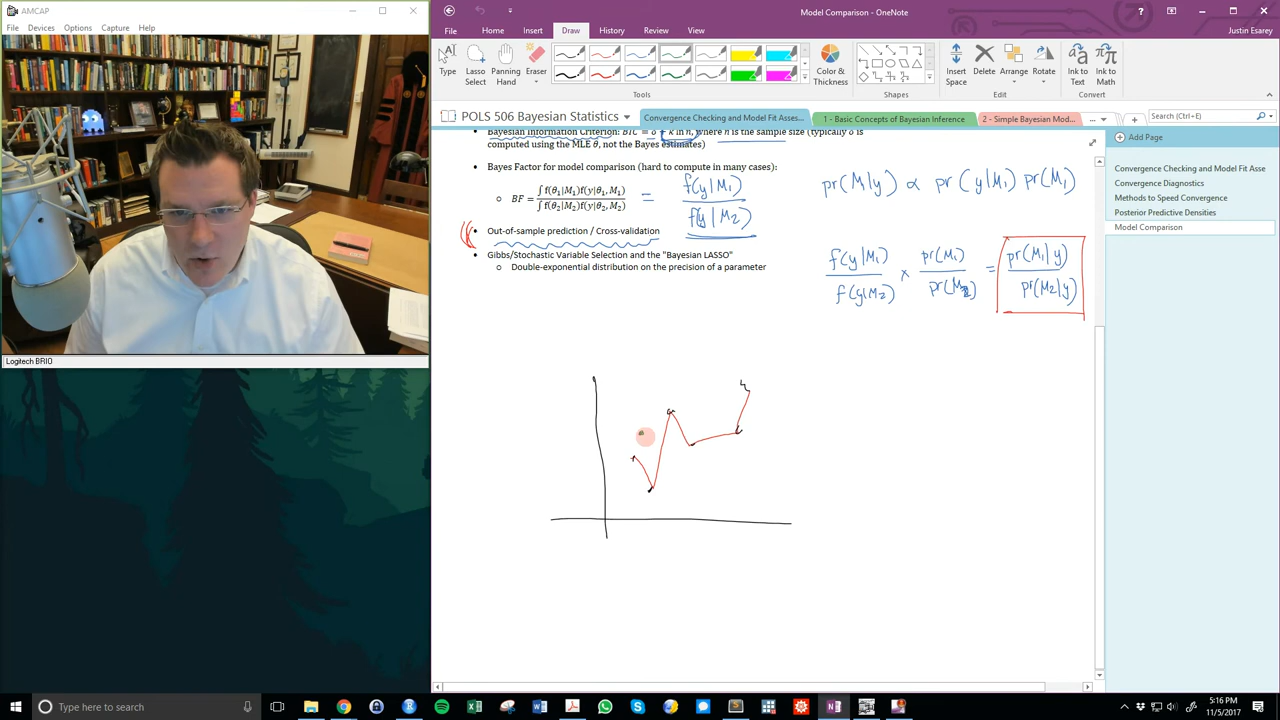 AMCAP
File Devices Options Capture Help
Logitech BRIO
Model Comparison - OneNote
File Home Insert Draw History Review View
Justin Esarey
Type
Lasso Select
Panning Hand
Eraser
Color & Thickness
Insert Space
Delete
Arrange
Rotate
Ink to Text
Ink to Math
Tools
Shapes
Edit
Convert
POLS 506 Bayesian Statistics
Convergence Checking and Model Fit Asses...
1 - Basic Concepts of Bayesian Inference
2 - Simple Bayesian Mod...
Search (Ctrl+E)
Add Page
Convergence Checking and Model Fit Asse
Convergence Diagnostics
Methods to Speed Convergence
Posterior Predictive Densities
Model Comparison
computed using the MLE θ, not the Bayes estimates)
• Bayes Factor for model comparison (hard to compute in many cases):
○ BF = ∫ f(θ₁|M₁)f(y|θ₁, M₁) / ∫ f(θ₂|M₂)f(y|θ₂, M₂) = f(y|M₁) / f(y|M₂)
pr(M₁|y) ∝ pr(y|M₁) pr(M₁)
• Out-of-sample prediction / Cross-validation
• Gibbs/Stochastic Variable Selection and the "Bayesian LASSO"
○ Double-exponential distribution on the precision of a parameter
f(y|M₁) / f(y|M₂) × pr(M₁) / pr(M₂) = pr(M₁|y) / pr(M₂|y)
Type here to search
5:16 PM
11/5/2017